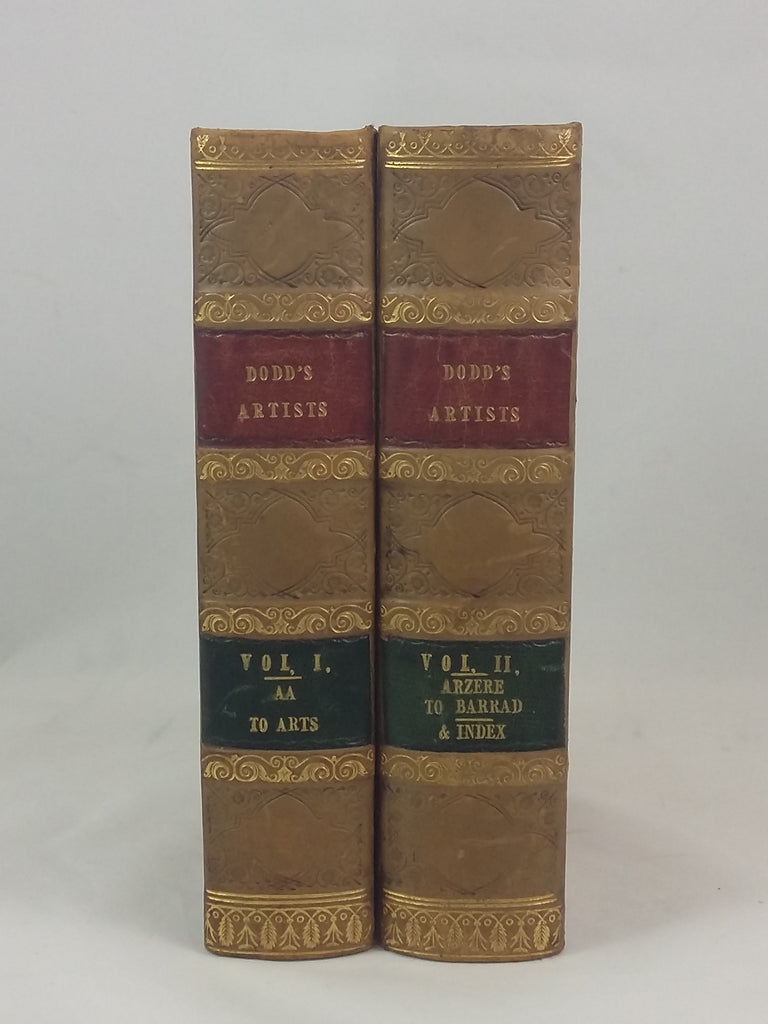 DODD'S
ARTISTS
VOL. I.
AA
TO ARTS
DODD'S
ARTISTS
VOL. II.
ARZERE
TO BARRAD
& INDEX